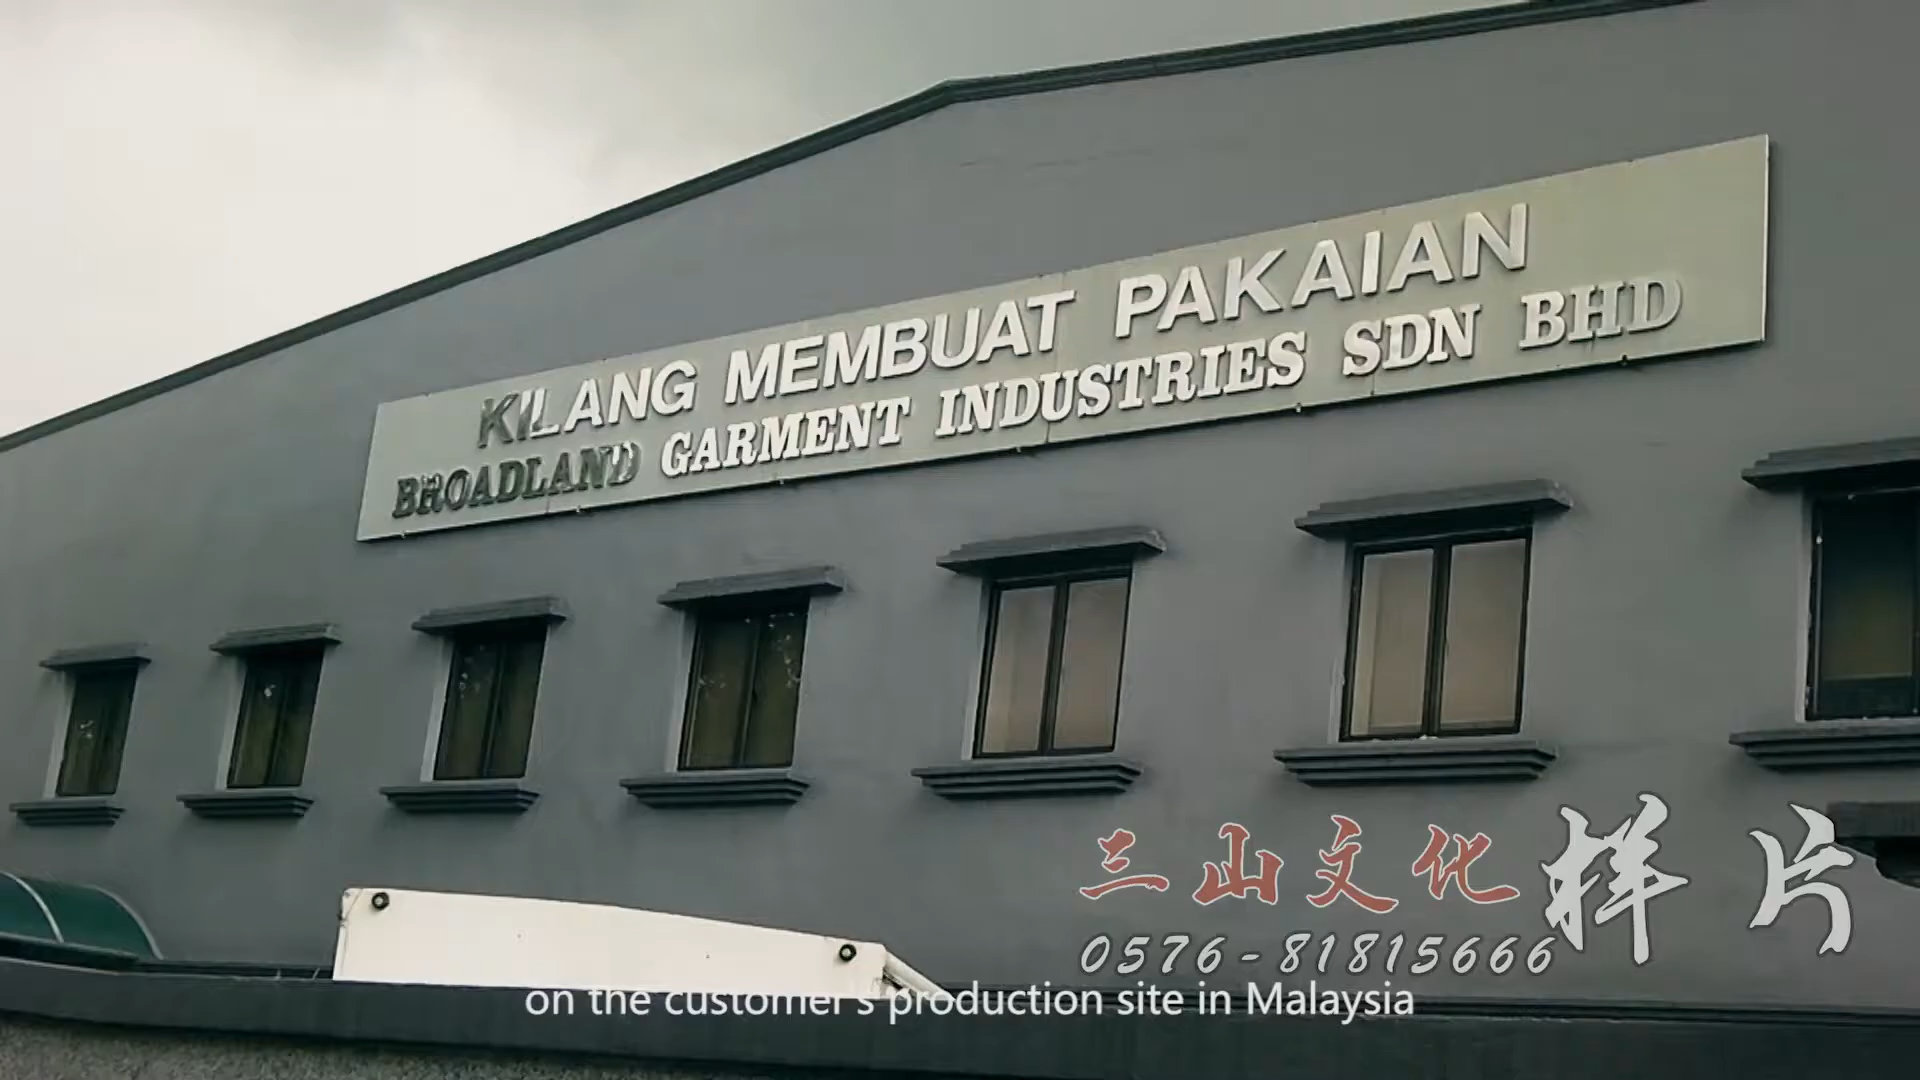 KILANG MEMBUAT PAKAIAN
BROADLAND GARMENT INDUSTRIES SDN BHD
三山文化样片
0576-81815666
on the customer's production site in Malaysia